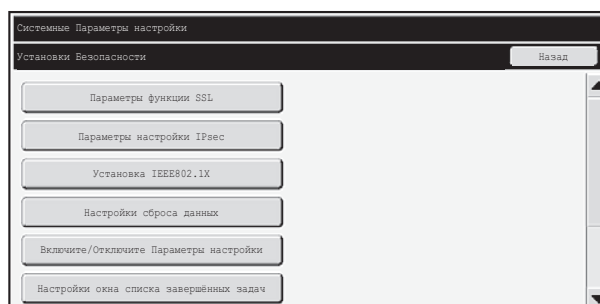 Системные Параметры настройки
Установки Безопасности
Назад
Параметры функции SSL
Параметры настройки IPsec
Установка IEEE802.1X
Настройки сброса данных
Включите/Отключите Параметры настройки
Настройки окна списка завершённых задач